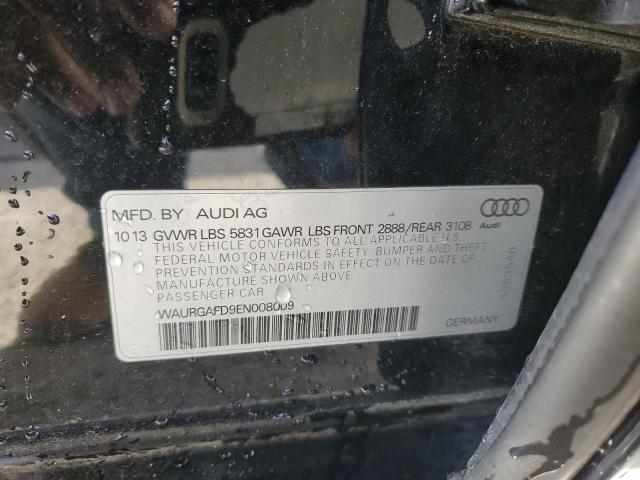 MFD. BY AUDI AG
10 13 GVWR LBS 5831 GAWR LBS FRONT 2888/REAR 3108
Audi
THIS VEHICLE CONFORMS TO ALL APPLICABLE U.S.
FEDERAL MOTOR VEHICLE SAFETY, BUMPER AND THEFT
PREVENTION STANDARDS IN EFFECT ON THE DATE OF
MANUFACTURE SHOWN ABOVE
PASSENGER CAR
WAURGAFD9EN008009
GERMANY